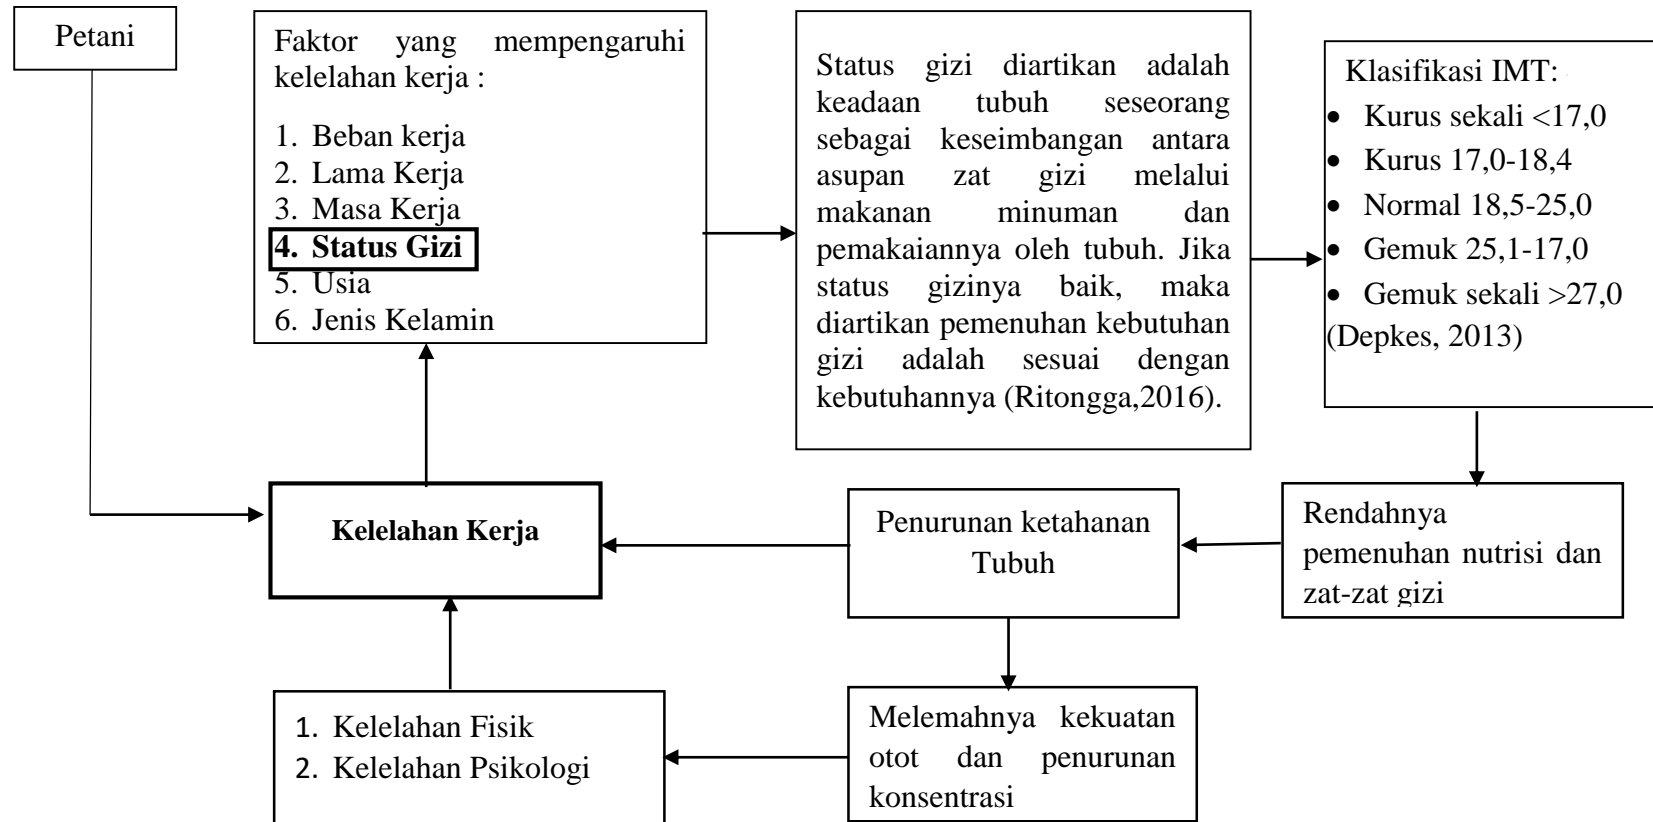 Petani
Faktor yang mempengaruhi
kelelahan kerja :
1. Beban kerja
2. Lama Kerja
3. Masa Kerja
4. Status Gizi
5. Usia
6. Jenis Kelamin
Status gizi diartikan adalah
keadaan tubuh seseorang
sebagai keseimbangan antara
asupan zat gizi melalui
makanan minuman dan
pemakaiannya oleh tubuh. Jika
status gizinya baik, maka
diartikan pemenuhan kebutuhan
gizi adalah sesuai dengan
kebutuhannya (Ritongga,2016).
Klasifikasi IMT:
• Kurus sekali <17,0
• Kurus 17,0-18,4
• Normal 18,5-25,0
• Gemuk 25,1-17,0
• Gemuk sekali >27,0
(Depkes, 2013)
Kelelahan Kerja
Penurunan ketahanan
Tubuh
Rendahnya
pemenuhan nutrisi dan
zat-zat gizi
1. Kelelahan Fisik
2. Kelelahan Psikologi
Melemahnya kekuatan
otot dan penurunan
konsentrasi